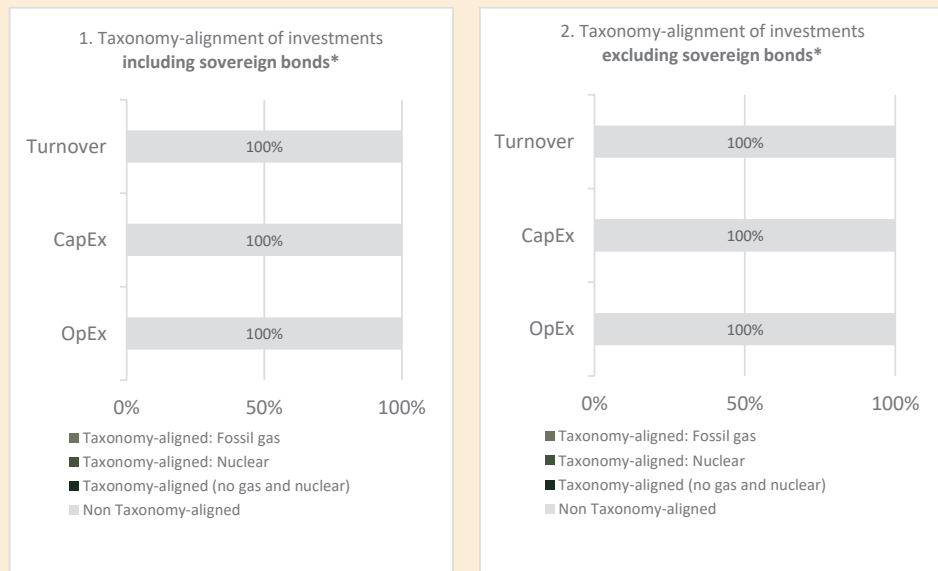 1. Taxonomy-alignment of investments
including sovereign bonds*
Turnover
100%
CapEx
100%
OpEx
100%
0%
50%
100%
Taxonomy-aligned: Fossil gas
Taxonomy-aligned: Nuclear
Taxonomy-aligned (no gas and nuclear)
Non Taxonomy-aligned
2. Taxonomy-alignment of investments
excluding sovereign bonds*
Turnover
100%
CapEx
100%
OpEx
100%
0%
50%
100%
Taxonomy-aligned: Fossil gas
Taxonomy-aligned: Nuclear
Taxonomy-aligned (no gas and nuclear)
Non Taxonomy-aligned